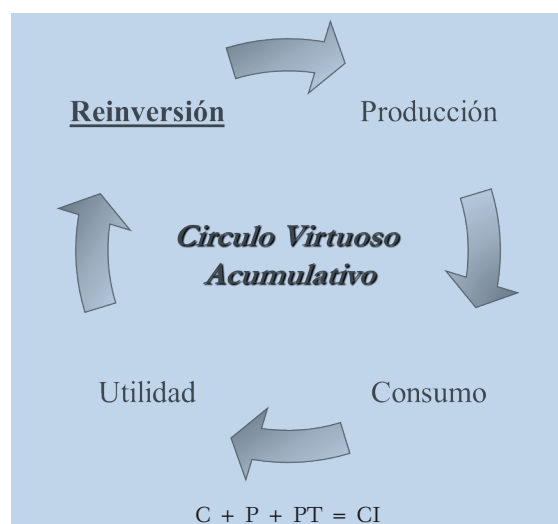 Reinversión
Producción
Circulo Virtuoso
Acumulativo
Utilidad
Consumo
C + P + PT = CI